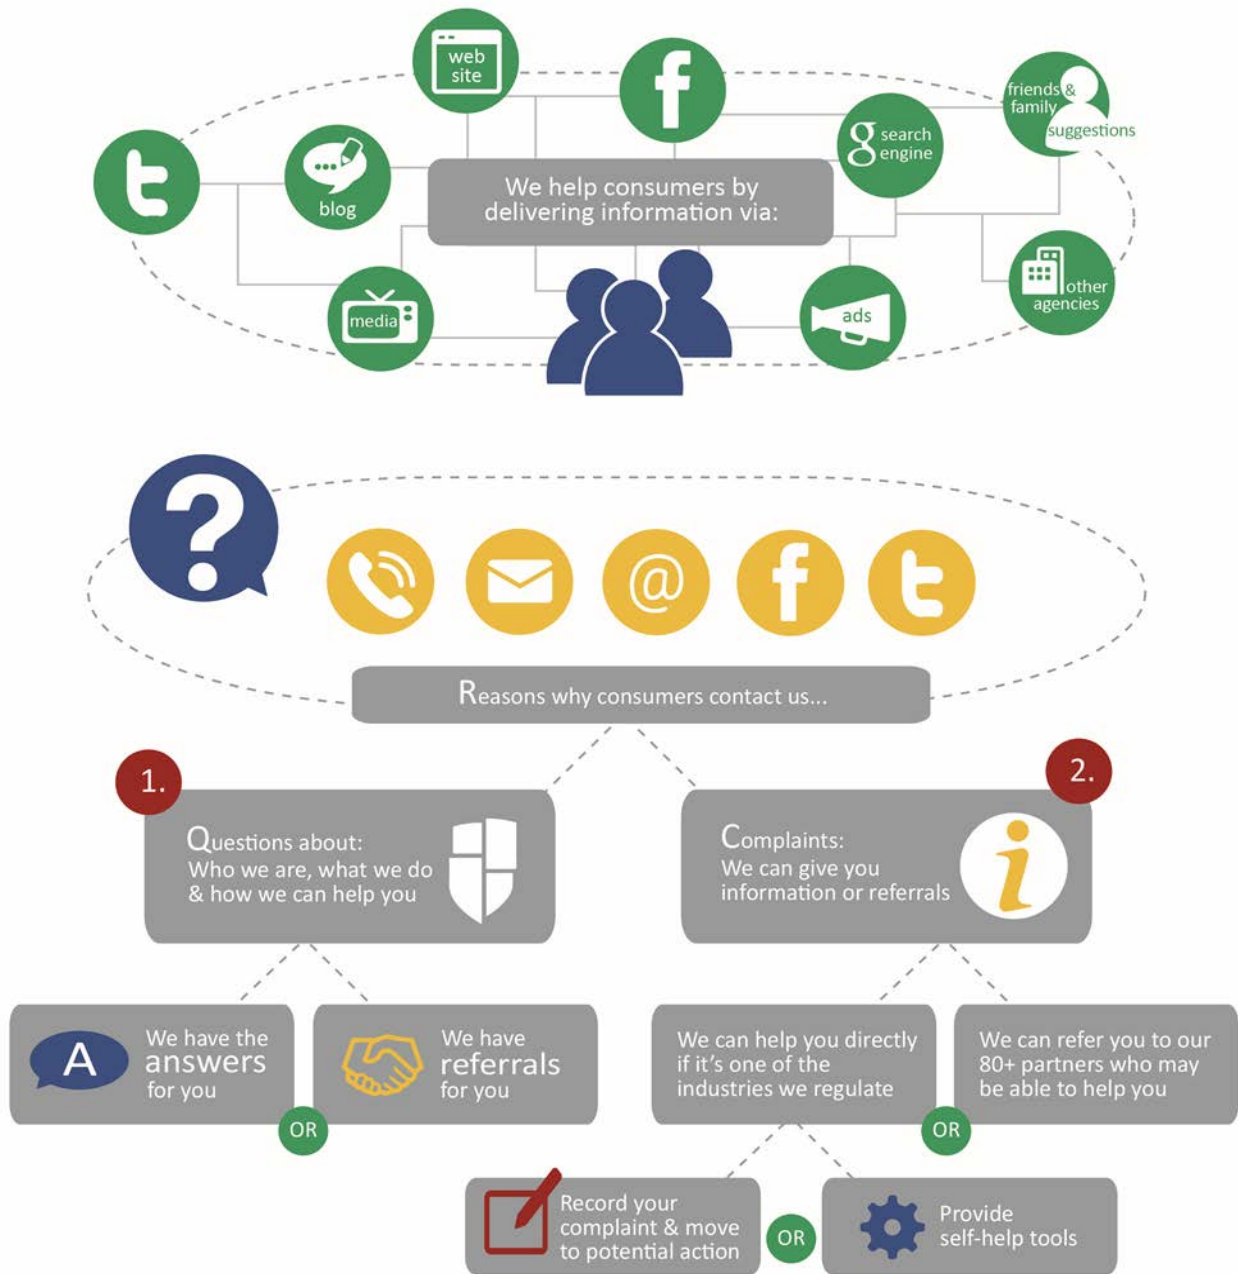 web
site
f
friends &
family
suggestions
g search
engine
t
blog
We help consumers by
delivering information via:
media
ads
other
agencies
?
@
f
t
Reasons why consumers contact us...
1.
Questions about:
Who we are, what we do
& how we can help you
2.
Complaints:
We can give you
information or referrals
i
A
We have the
answers
for you
OR
We have
referrals
for you
We can help you directly
if it's one of the
industries we regulate
OR
We can refer you to our
80+ partners who may
be able to help you
Record your
complaint & move
to potential action
OR
Provide
self-help tools